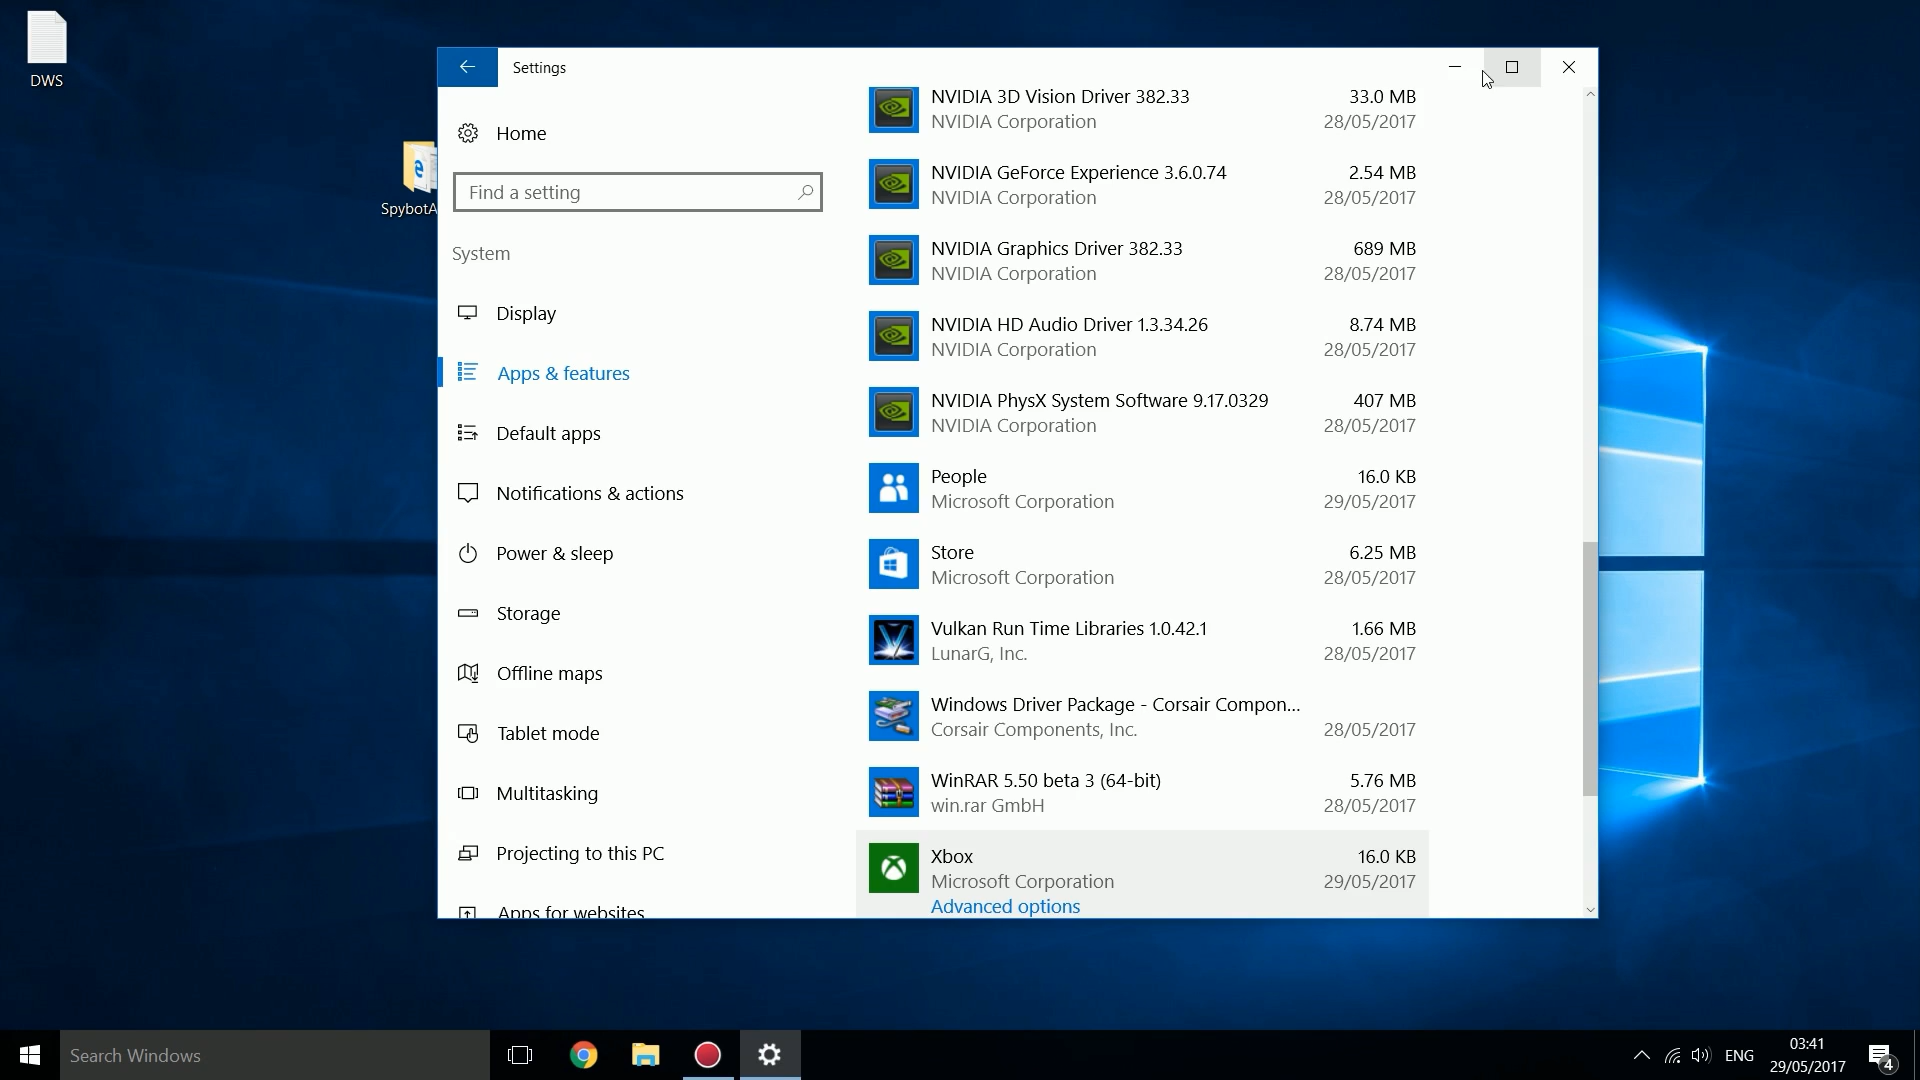 DWS
SpybotA
Settings
Home
Find a setting
System
Display
Apps & features
Default apps
Notifications & actions
Power & sleep
Storage
Offline maps
Tablet mode
Multitasking
Projecting to this PC
Apps for websites
NVIDIA 3D Vision Driver 382.33 33.0 MB
NVIDIA Corporation 28/05/2017
NVIDIA GeForce Experience 3.6.0.74 2.54 MB
NVIDIA Corporation 28/05/2017
NVIDIA Graphics Driver 382.33 689 MB
NVIDIA Corporation 28/05/2017
NVIDIA HD Audio Driver 1.3.34.26 8.74 MB
NVIDIA Corporation 28/05/2017
NVIDIA PhysX System Software 9.17.0329 407 MB
NVIDIA Corporation 28/05/2017
People 16.0 KB
Microsoft Corporation 29/05/2017
Store 6.25 MB
Microsoft Corporation 28/05/2017
Vulkan Run Time Libraries 1.0.42.1 1.66 MB
LunarG, Inc. 28/05/2017
Windows Driver Package - Corsair Compon...
Corsair Components, Inc. 28/05/2017
WinRAR 5.50 beta 3 (64-bit) 5.76 MB
win.rar GmbH 28/05/2017
Xbox 16.0 KB
Microsoft Corporation 29/05/2017
Advanced options
Search Windows
ENG
03:41
29/05/2017
4